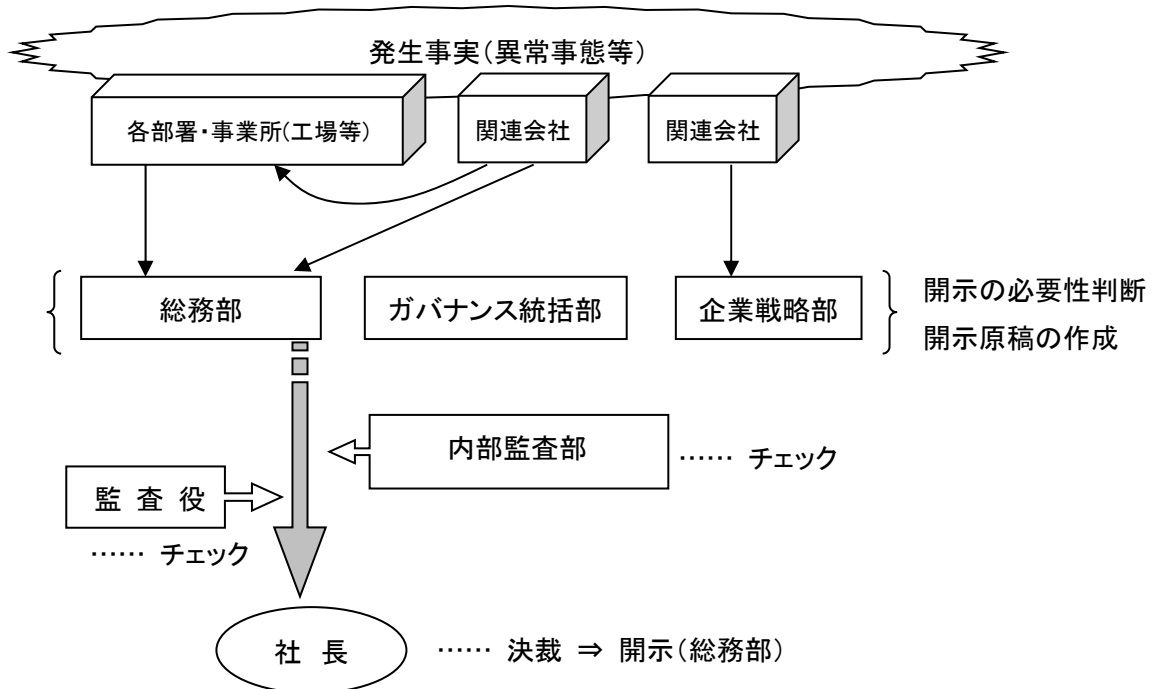 発生事実(異常事態等)
各部署・事業所(工場等)
関連会社
関連会社
総務部
ガバナンス統括部
企業戦略部
開示の必要性判断
開示原稿の作成
内部監査部
…… チェック
監 査 役
…… チェック
社 長
…… 決裁 ⇒ 開示(総務部)